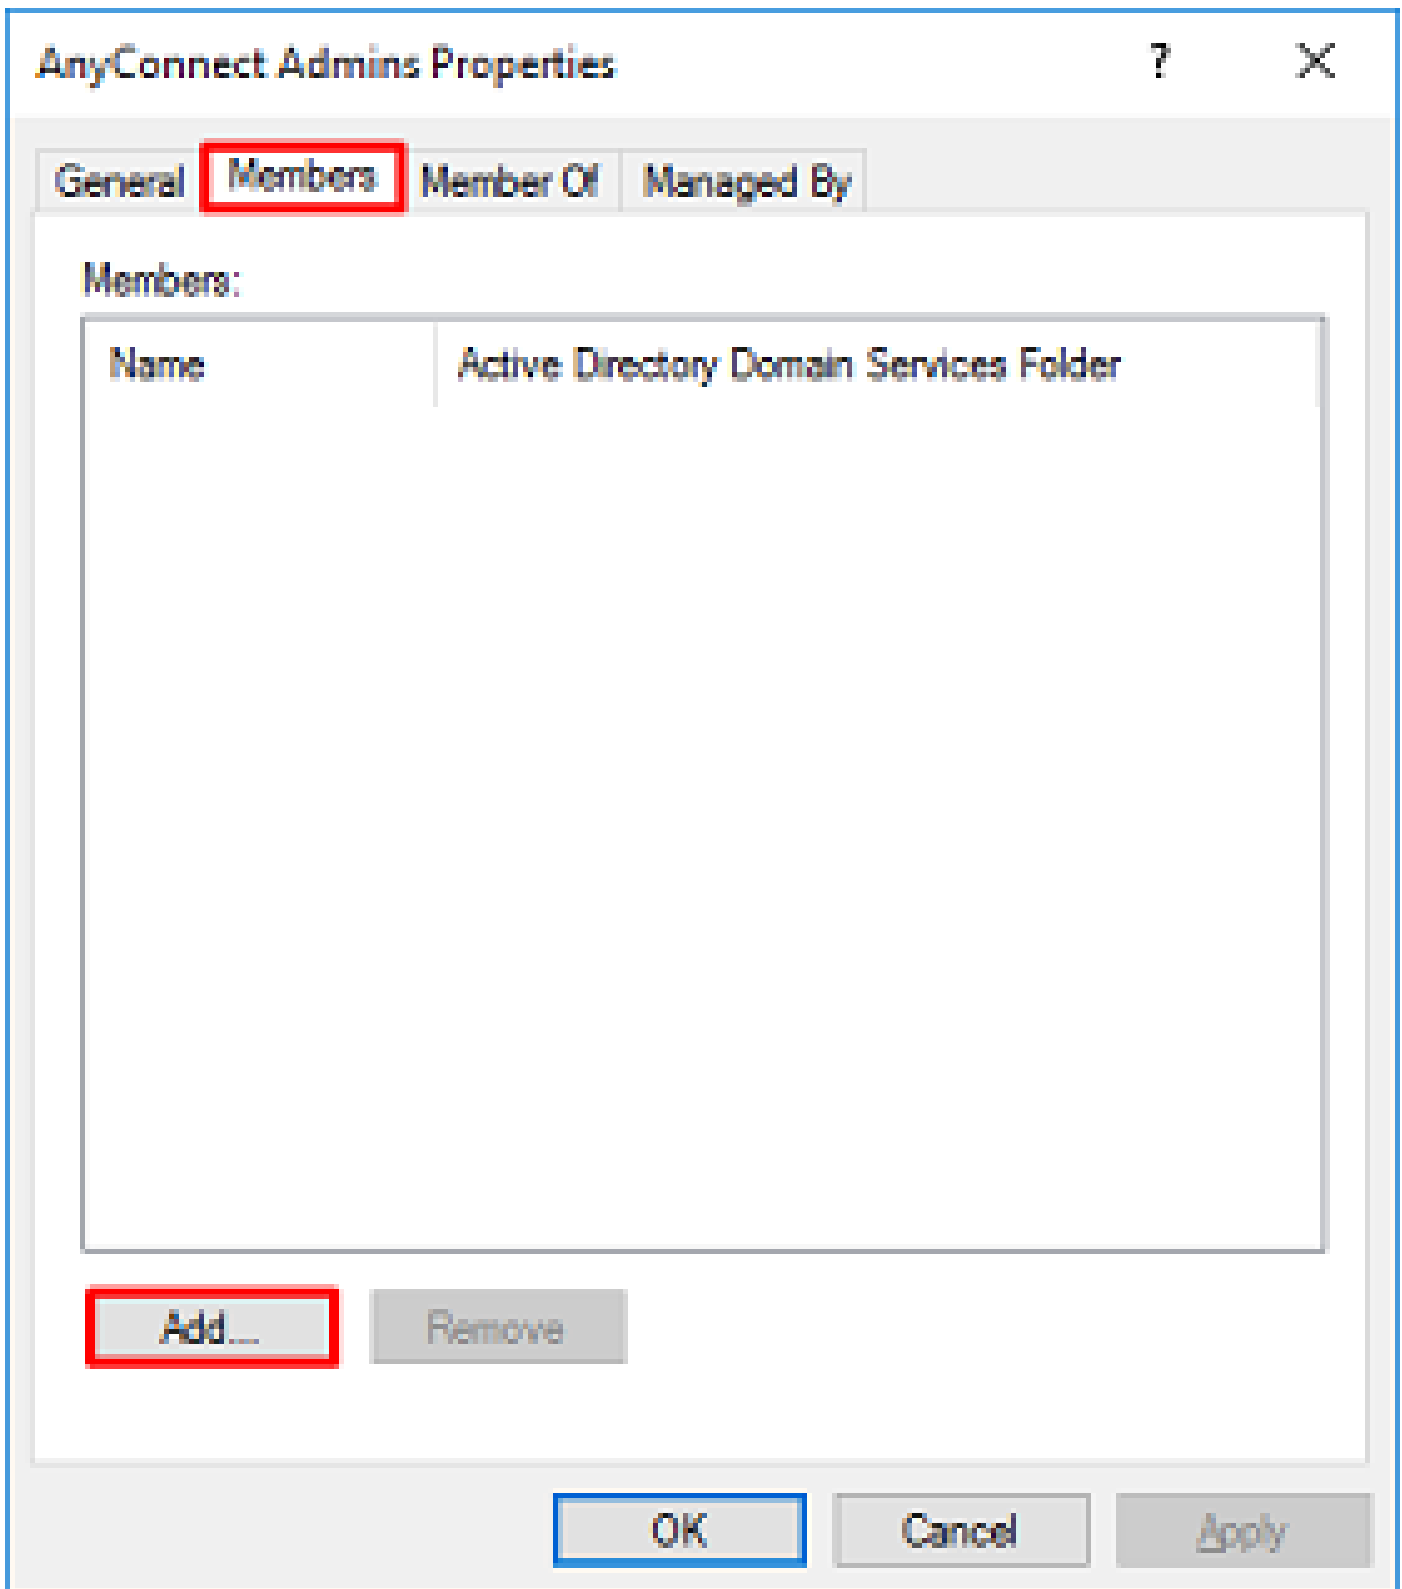 AnyConnect Admins Properties ? X
General Members Member Of Managed By
Members:
Name Active Directory Domain Services Folder
Add... Remove
OK Cancel Apply